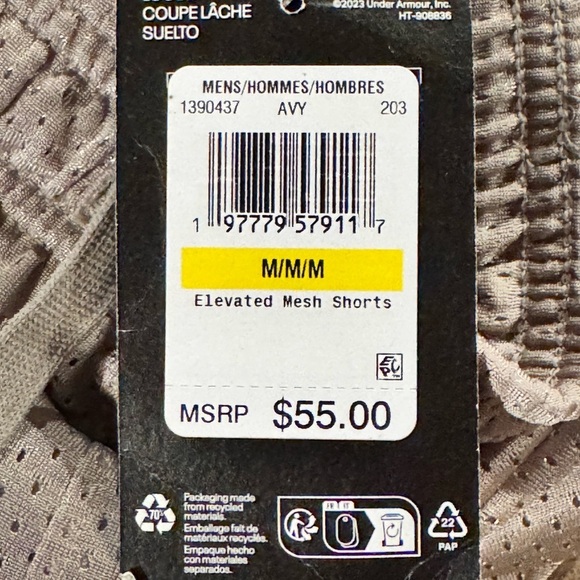 COUPE LÂCHE
SUELTO
©2023 Under Armour, Inc.
HT-908836
MENS/HOMMES/HOMBRES
1390437 AVY 203
1 97779 57911 7
M/M/M
Elevated Mesh Shorts
EPC
MSRP $55.00
70%
Packaging made
from recycled
materials.
Emballage fait de
matériaux recyclés.
Empaque hecho
con materiales
separados.
22
PAP